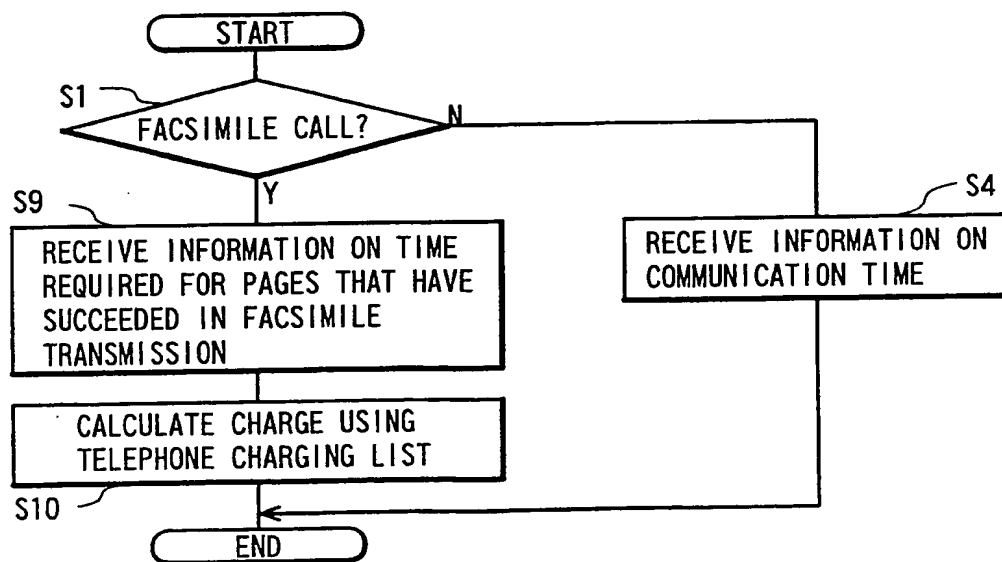 START
S1
FACSIMILE CALL?
N
Y
S9
S4
RECEIVE INFORMATION ON TIME
REQUIRED FOR PAGES THAT HAVE
SUCCEEDED IN FACSIMILE
TRANSMISSION
RECEIVE INFORMATION ON
COMMUNICATION TIME
CALCULATE CHARGE USING
TELEPHONE CHARGING LIST
S10
END